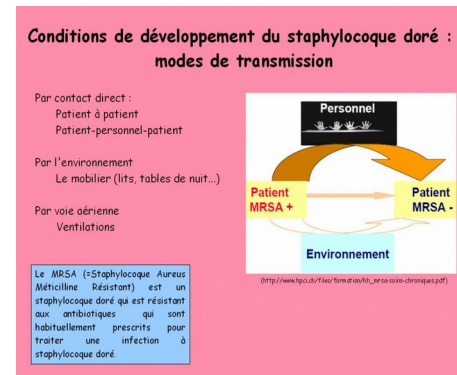 Conditions de développement du staphylocoque doré :
modes de transmission
Par contact direct :
Patient à patient
Patient-personnel-patient
Par l'environnement
Le mobilier (lits, tables de nuit...)
Par voie aérienne
Ventilations
Le MRSA (=Staphylocoque Aureus
Méticilline Résistant) est un
staphylocoque doré qui est résistant
aux antibiotiques qui sont
habituellement prescrits pour
traiter une infection à
staphylocoque doré.
Personnel
Patient
MRSA +
Patient
MRSA -
Environnement
(http://www.hpci.ch/files/formation/hh_mrsa-soins-chroniques.pdf)